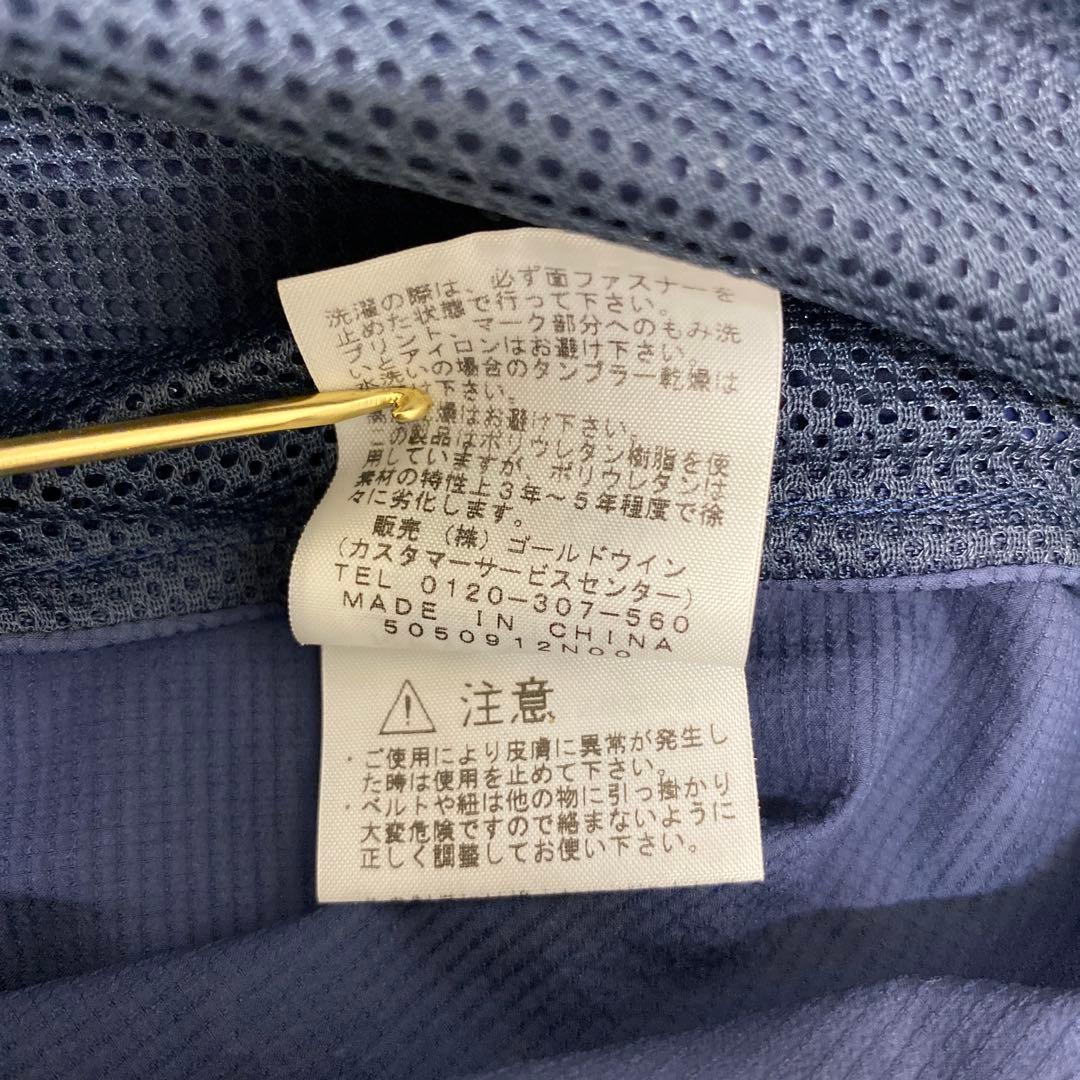 洗濯の際は、必ず面ファスナーを
止めた状態で行って下さい。
プリントン、マーク部分へのもみ洗
いとアイロンはお避け下さい。
水洗いの場合のタンブラー乾燥は
け下さい。
燥はお避け下さい。
この製品はポリウレタン樹脂を使
用していますが、ポリウレタンは
素材の特性上3年～5年程度で徐
々に劣化します。
販売 (株) ゴールドウイン
(カスタマーサービスセンター)
TEL 0120-307-560
MADE IN CHINA
5050912N00
注意
・ご使用により皮膚に異常が発生し
た時は使用を止めて下さい。
・ベルトや紐は他の物に引っ掛かり
大変危険ですので絡まないように
正しく調整してお使い下さい。